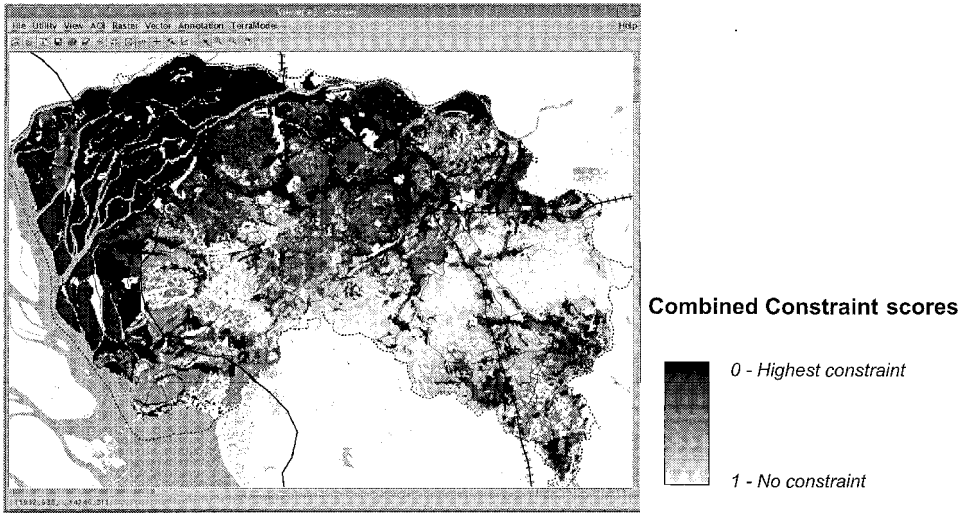 File Utility View AOI Raster Vector Annotation TerraModel Help
Combined Constraint scores
0 - Highest constraint
1 - No constraint